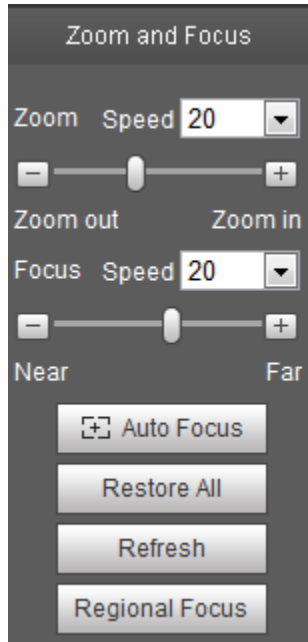 Zoom and Focus
Zoom Speed 20
Zoom out Zoom in
Focus Speed 20
Near Far
Auto Focus
Restore All
Refresh
Regional Focus